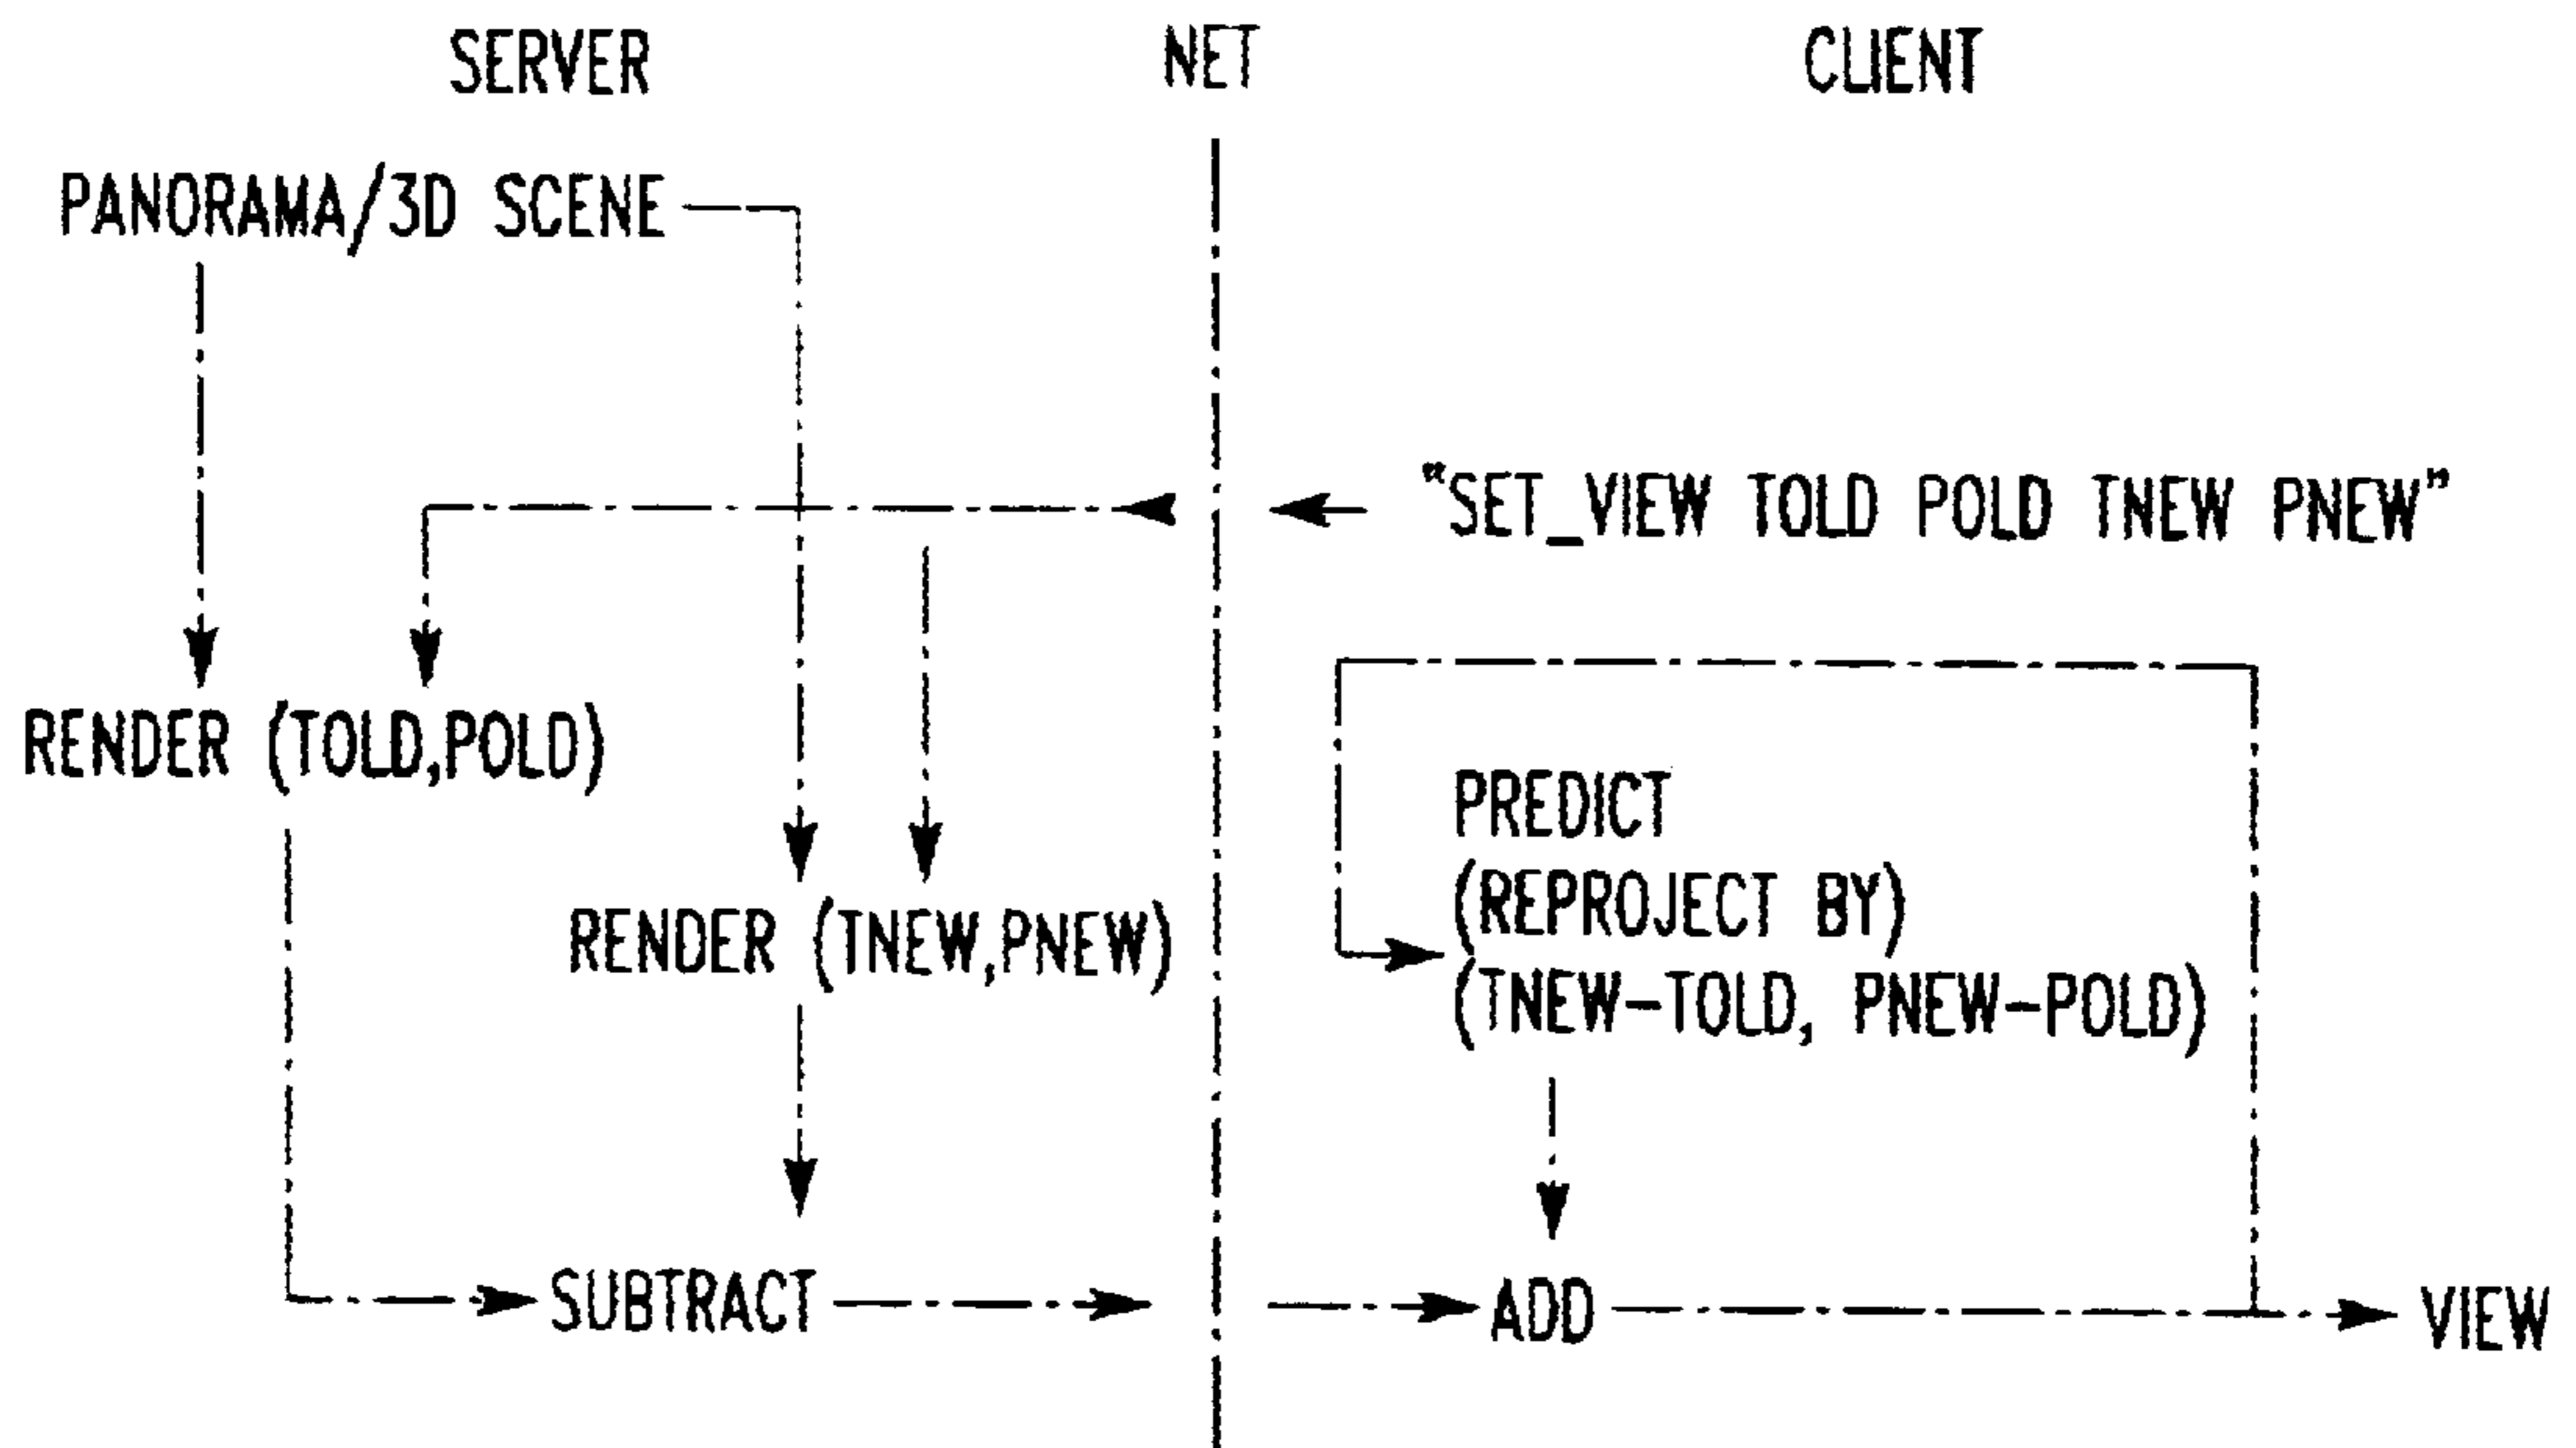 SERVER
NET
CLIENT
PANORAMA/3D SCENE
"SET_VIEW TOLD POLD TNEW PNEW"
RENDER (TOLD,POLD)
PREDICT
(REPROJECT BY)
(TNEW-TOLD, PNEW-POLD)
RENDER (TNEW,PNEW)
SUBTRACT
ADD
VIEW